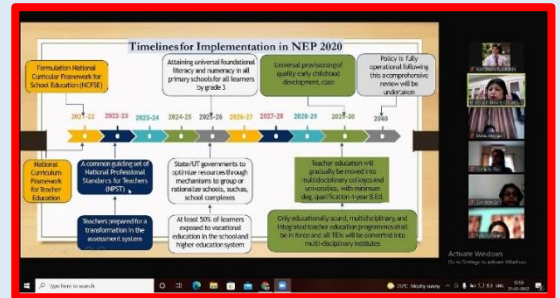 Timelines for Implementation in NEP 2020
Formulation National
Curricular Framework for
School Education (NCFSE)
Attaining universal foundational
literacy and numeracy in all
primary schools for all learners
by grade 3
Universal provisioning of
quality early childhood
development, care
Policy is fully
operational following
this a comprehensive
review will be
undertaken
2021-22 2022-23 2023-24 2024-25 2025-26 2026-27 2027-28 2028-29 2029-30 2040
National
Curriculum
Framework
for Teacher
Education
A common guiding set of
National Professional
Standards for Teachers
(NPST)
Teachers prepared for a
transformation in the
assessment system
State/UT governments to
optimize resources through
mechanisms to group or
rationalize schools, such as,
school complexes
At least 50% of learners
exposed to vocational
education in the school and
higher education system
Teacher education will
gradually be moved into
multidisciplinary colleges and
universities, with minimum
deg. qualification 4-year B.Ed.
Only educationally sound, multidisciplinary, and
integrated teacher education programmes shall
be in force and all TEIs will be converted into
multi-disciplinary institutes
Activate Windows
Go to Settings to activate Windows.
Type here to search
ENG